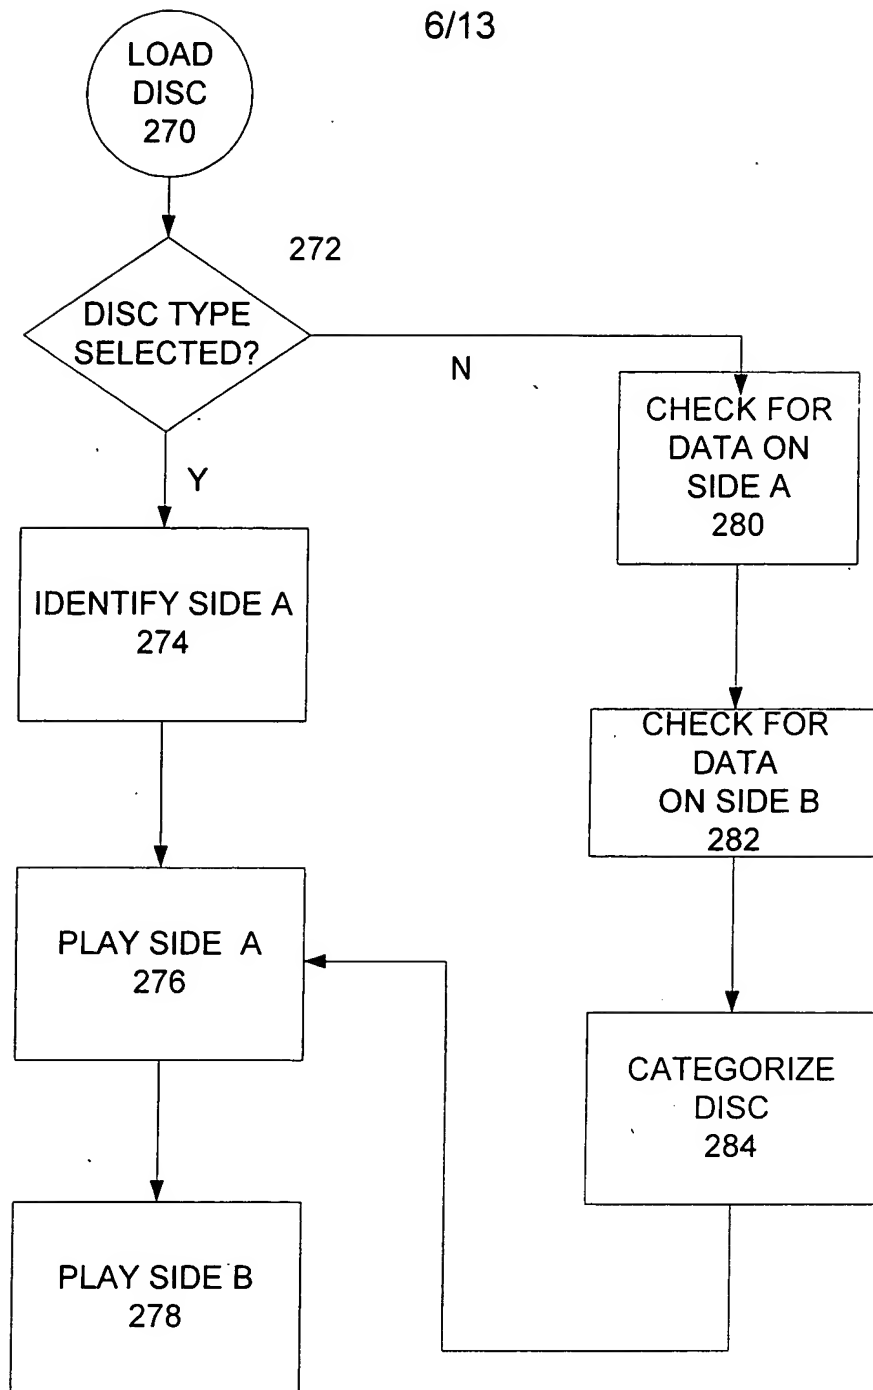 6/13
LOAD
DISC
270
272
DISC TYPE
SELECTED?
N
Y
CHECK FOR
DATA ON
SIDE A
280
IDENTIFY SIDE A
274
CHECK FOR
DATA
ON SIDE B
282
PLAY SIDE A
276
CATEGORIZE
DISC
284
PLAY SIDE B
278